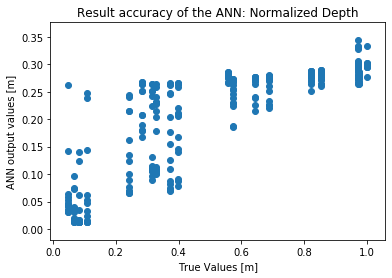 Result accuracy of the ANN: Normalized Depth
ANN output values [m]
0.35
0.30
0.25
0.20
0.15
0.10
0.05
0.00
0.0 0.2 0.4 0.6 0.8 1.0
True Values [m]